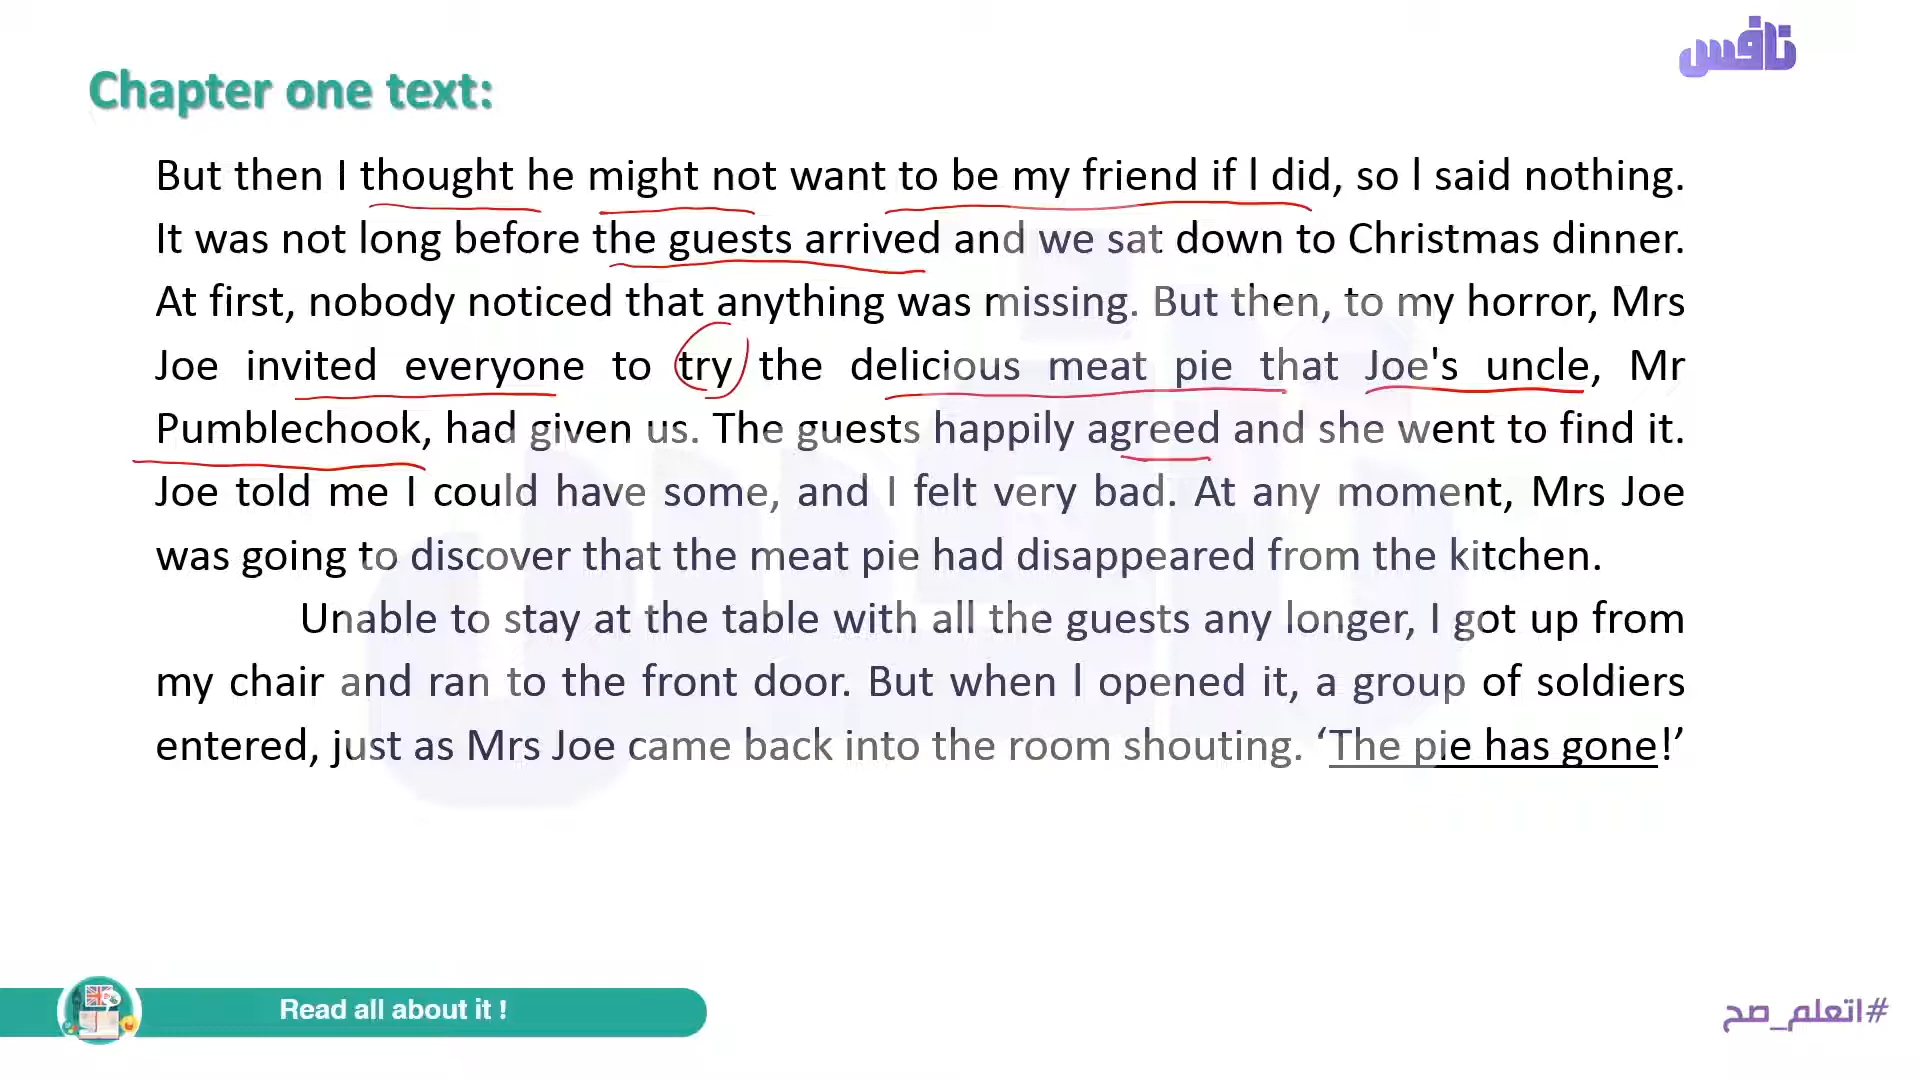 نافس
Chapter one text:
But then I thought he might not want to be my friend if l did, so l said nothing.
It was not long before the guests arrived and we sat down to Christmas dinner.
At first, nobody noticed that anything was missing. But then, to my horror, Mrs
Joe invited everyone to try the delicious meat pie that Joe's uncle, Mr
Pumblechook, had given us. The guests happily agreed and she went to find it.
Joe told me I could have some, and I felt very bad. At any moment, Mrs Joe
was going to discover that the meat pie had disappeared from the kitchen.
Unable to stay at the table with all the guests any longer, I got up from
my chair and ran to the front door. But when l opened it, a group of soldiers
entered, just as Mrs Joe came back into the room shouting. ‘The pie has gone!’
Read all about it !
#اتعلم_صح